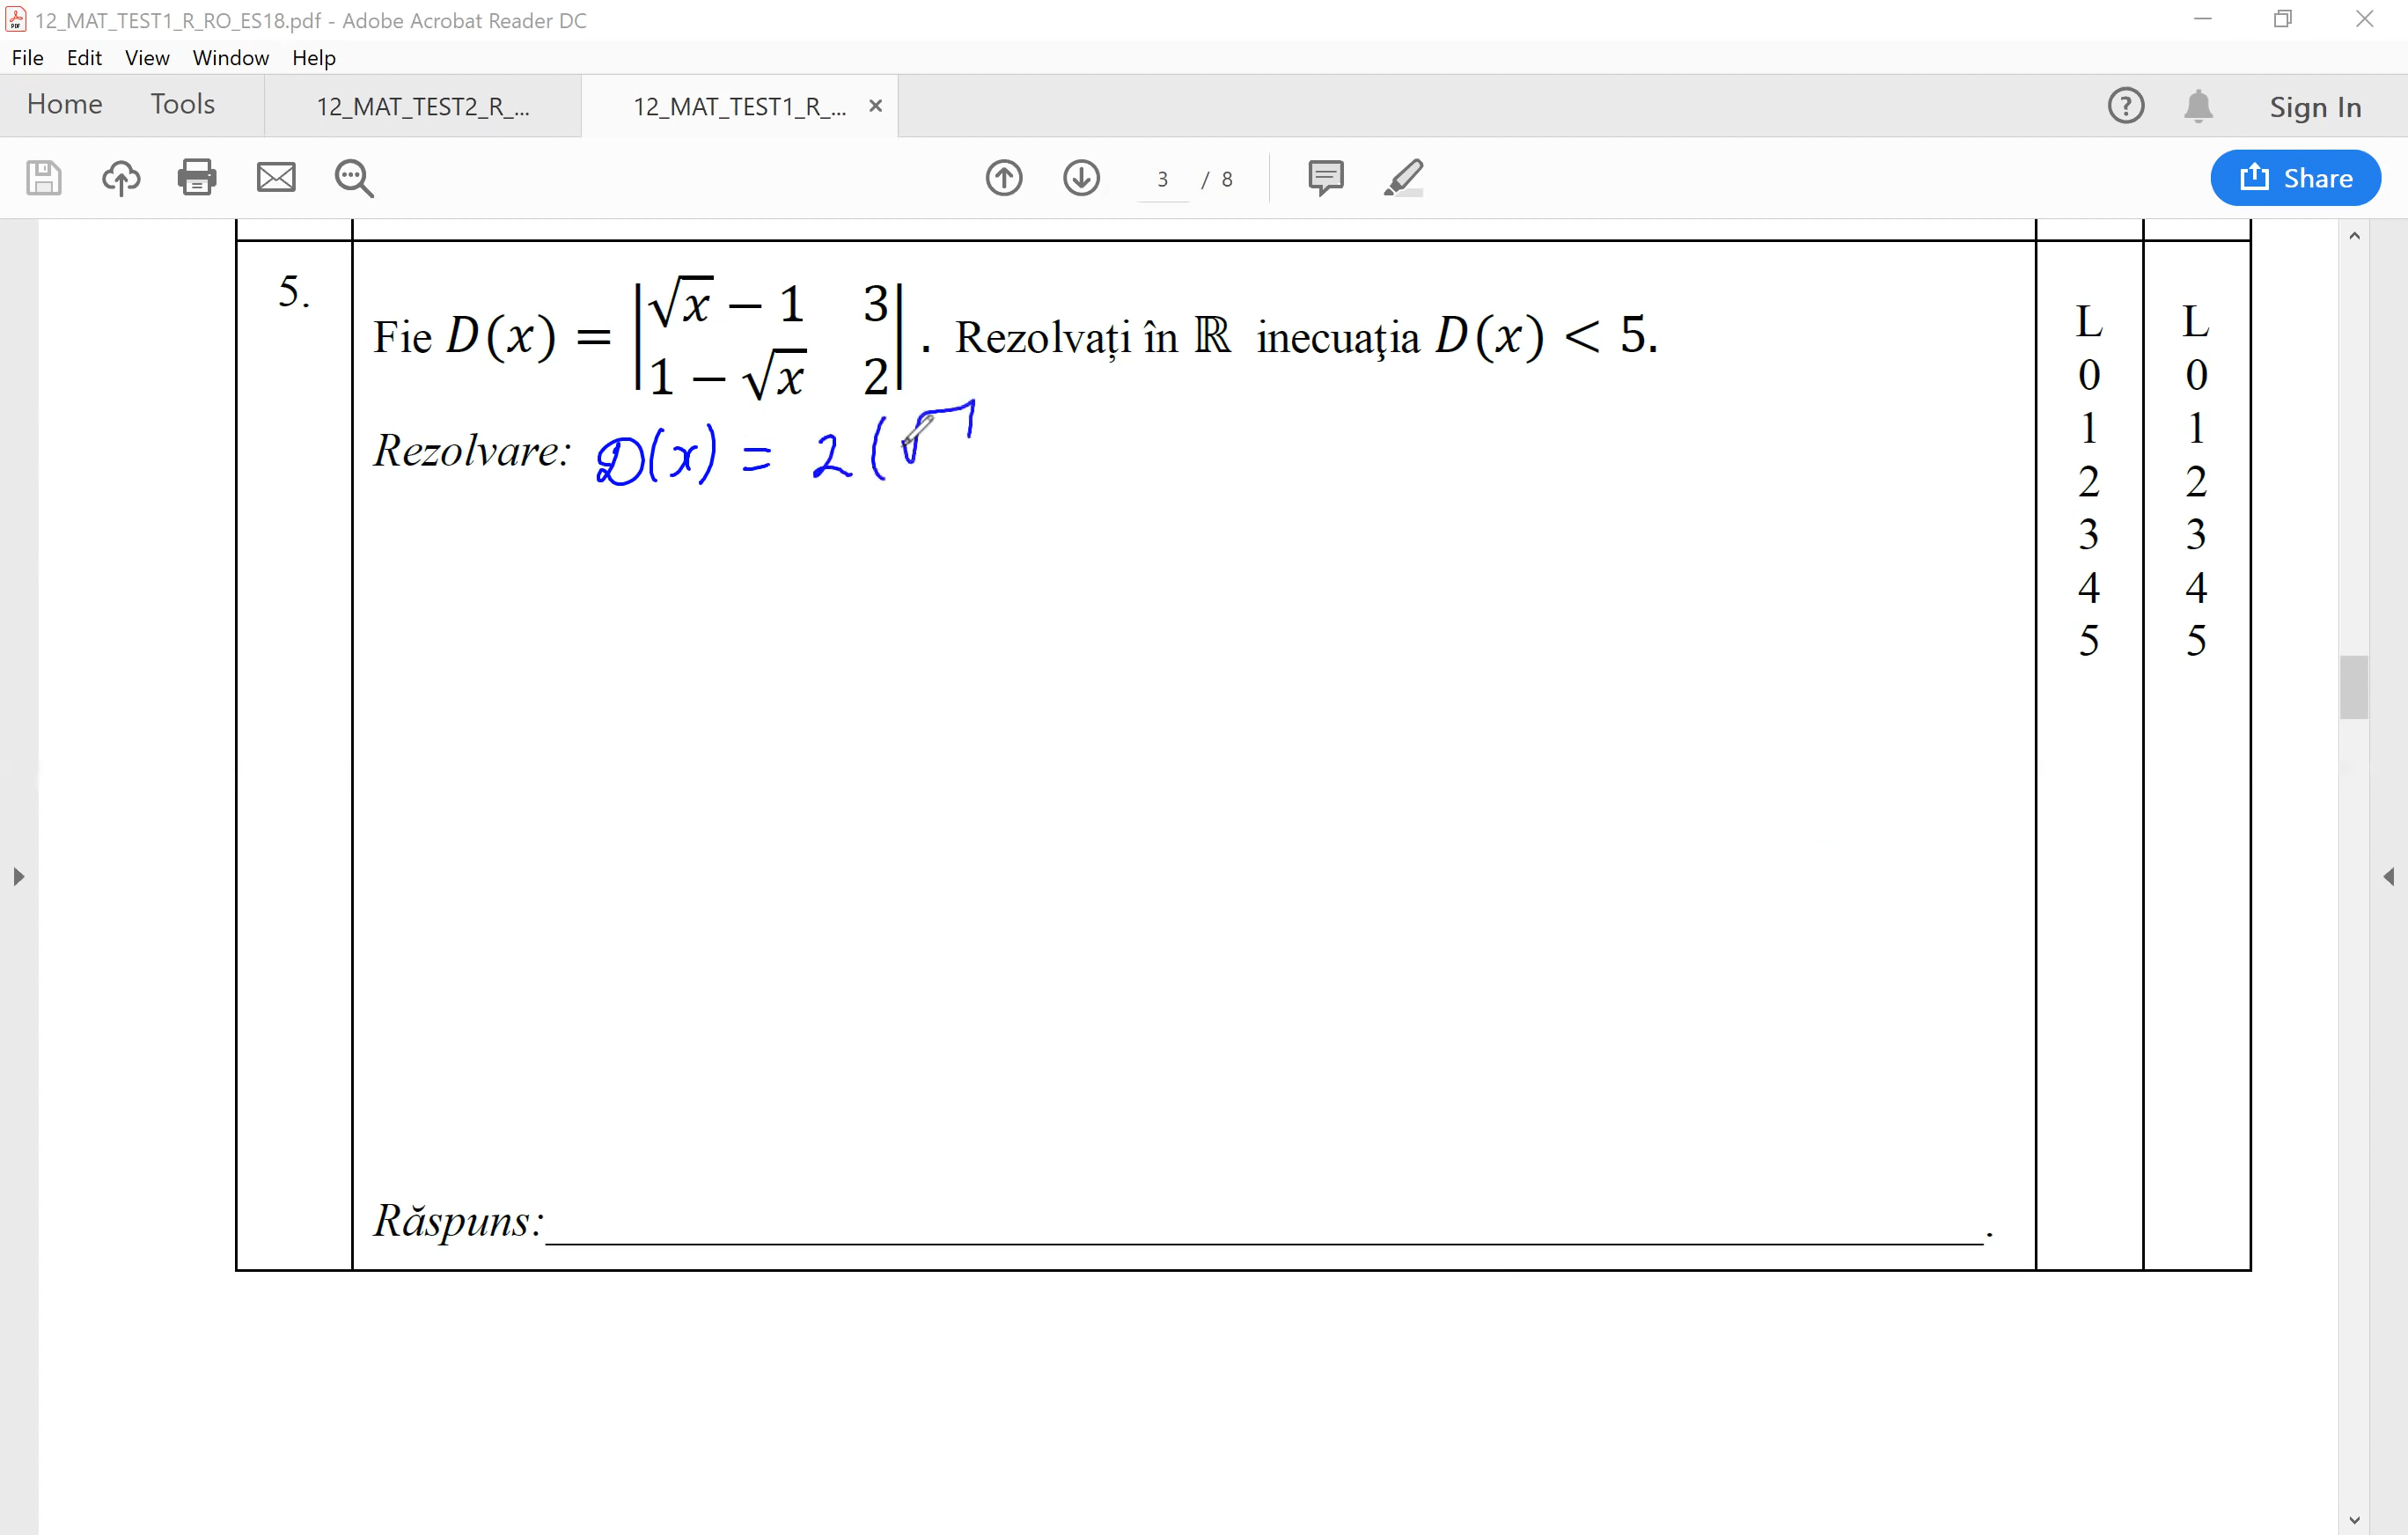 12_MAT_TEST1_R_RO_ES18.pdf - Adobe Acrobat Reader DC
File Edit View Window Help
Home Tools 12_MAT_TEST2_R_... 12_MAT_TEST1_R_... × Sign In
3 / 8 Share
5.
Fie D(x) = |√x − 1 3|
|1 − √x 2| . Rezolvați în ℝ inecuaţia D(x) < 5.
Rezolvare: D(x) = 2(√
Răspuns:___.
L L
0 0
1 1
2 2
3 3
4 4
5 5